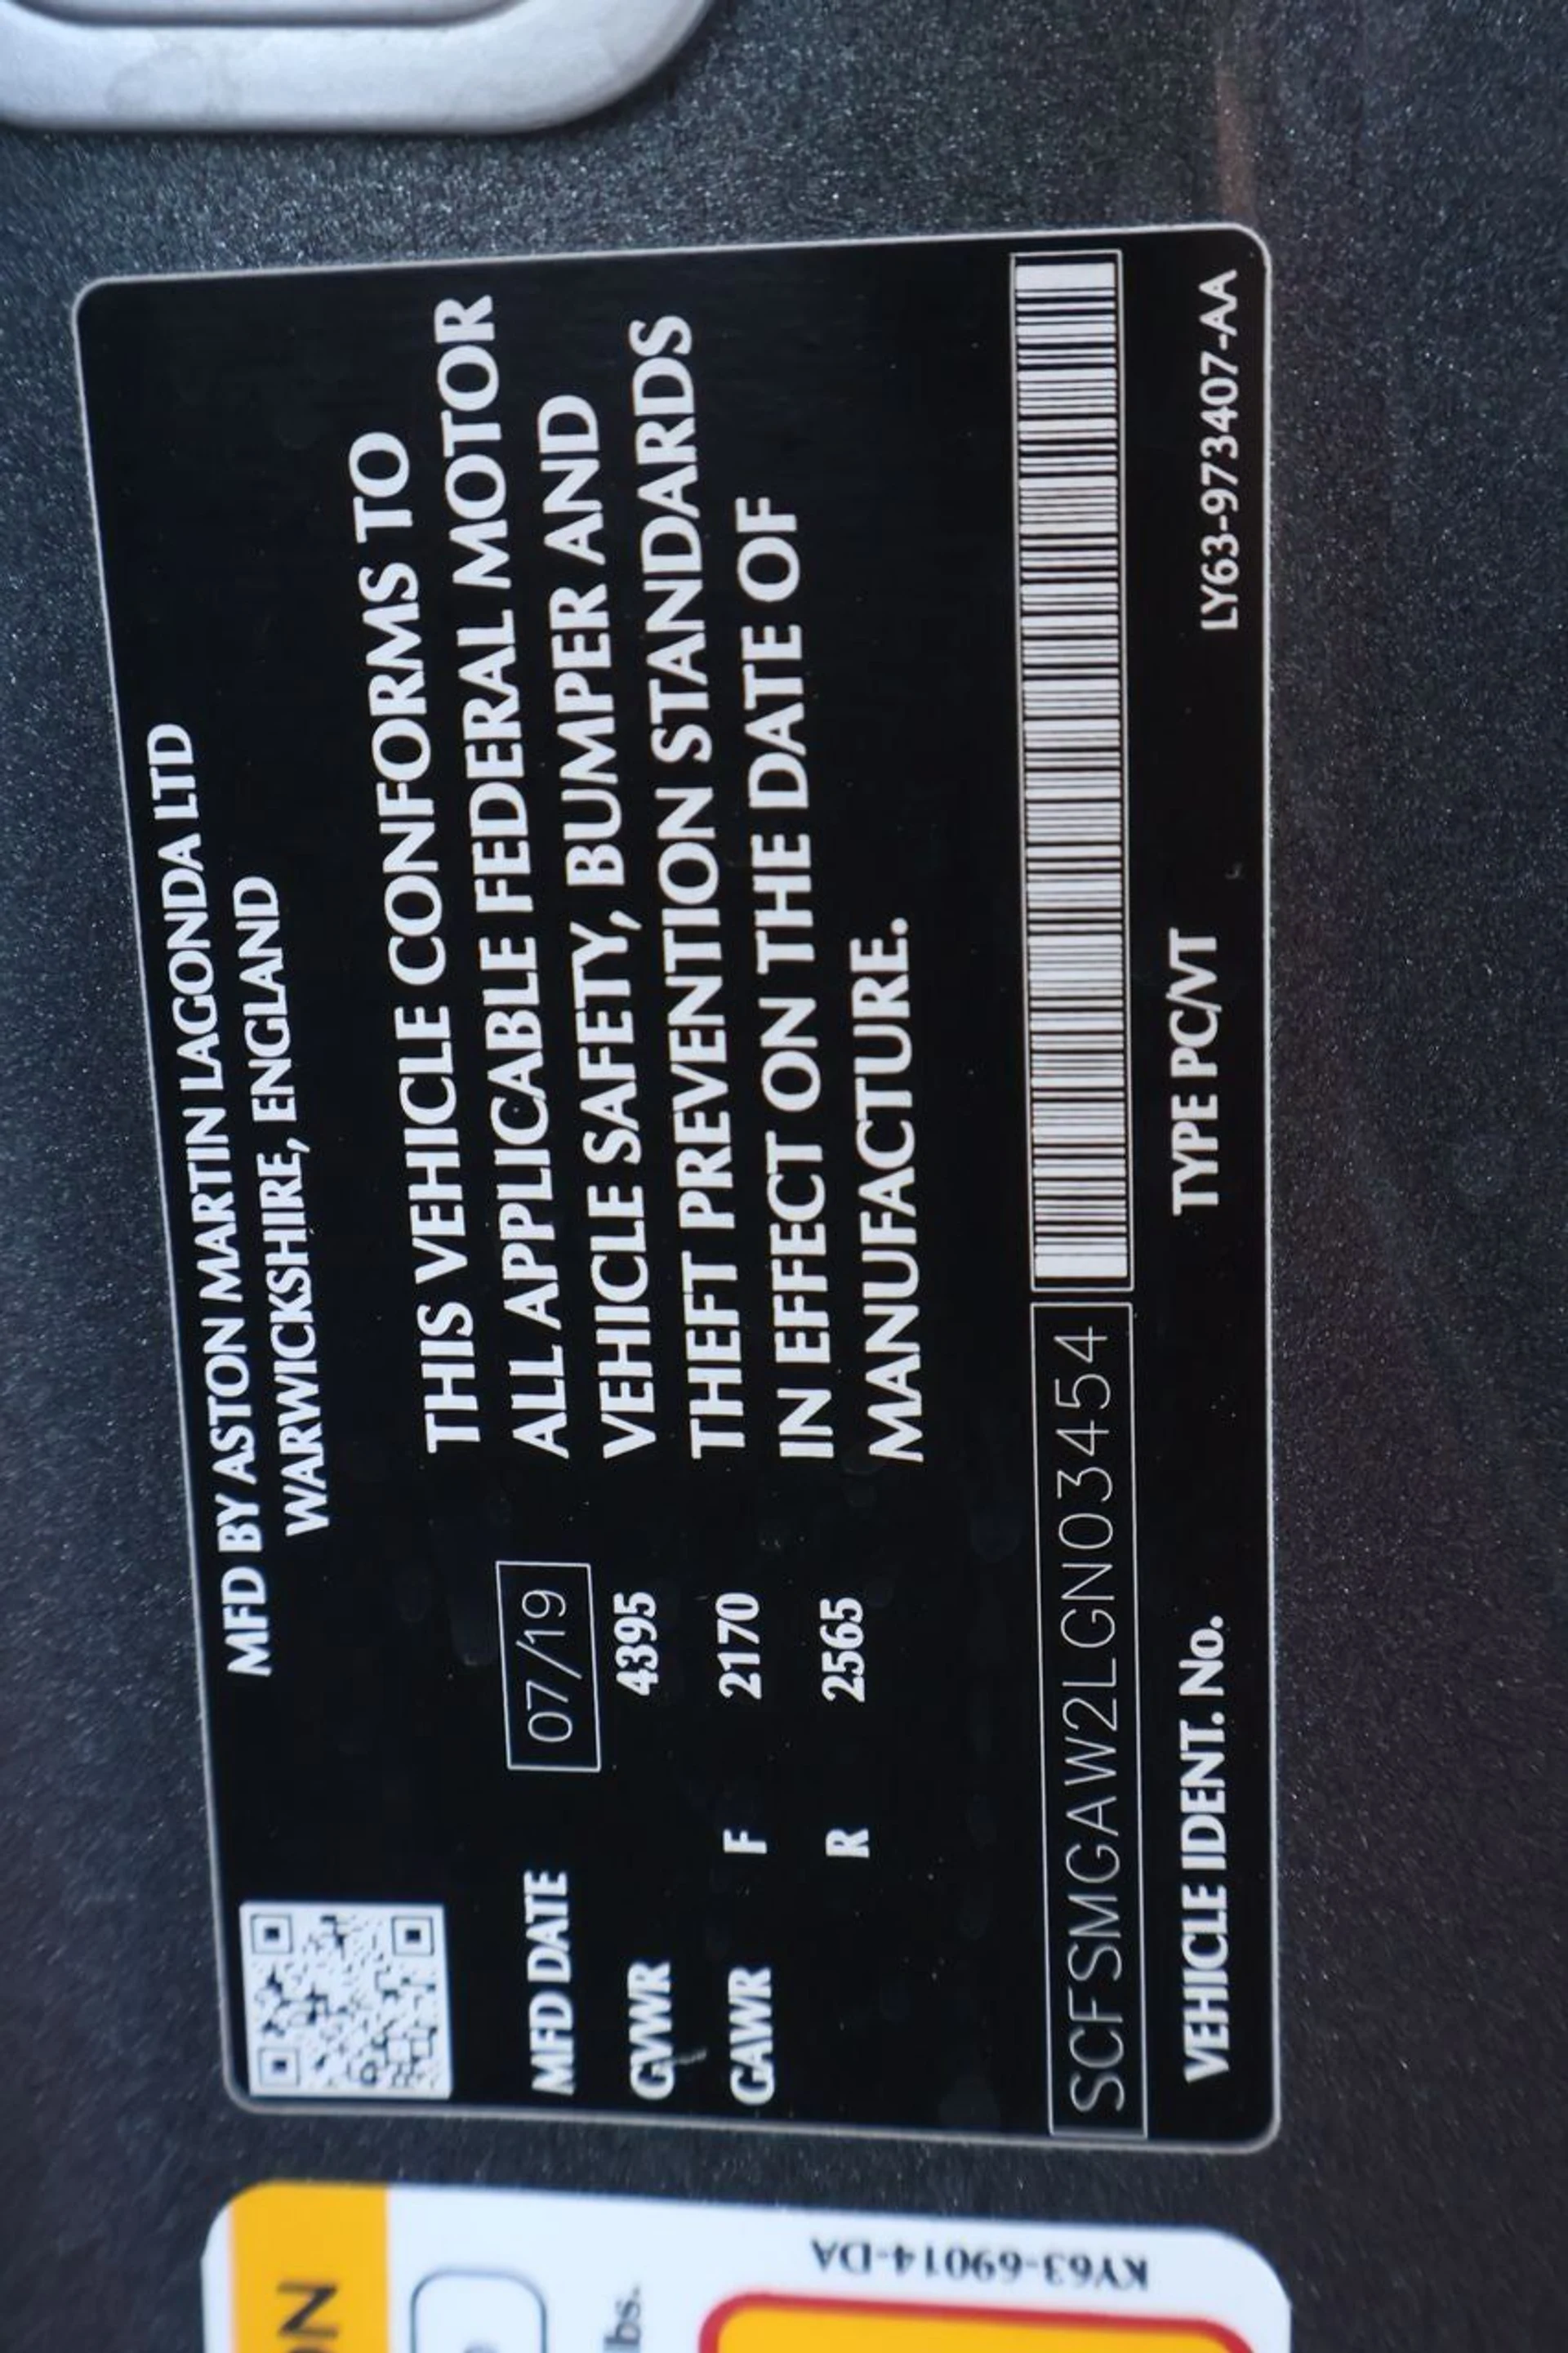 MFD BY ASTON MARTIN LAGONDA LTD
WARWICKSHIRE, ENGLAND
THIS VEHICLE CONFORMS TO
ALL APPLICABLE FEDERAL MOTOR
VEHICLE SAFETY, BUMPER AND
THEFT PREVENTION STANDARDS
IN EFFECT ON THE DATE OF
MANUFACTURE.
MFD DATE 07/19
GVWR 4395
GAWR F 2170
R 2565
SCFSMGAW2LGN03454
VEHICLE IDENT. No. TYPE PC/VT LY63-973407-AA
KY63-69014-DA
lbs.